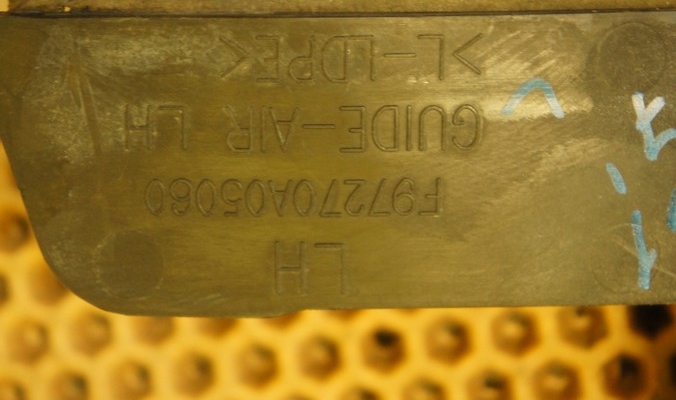 LH
F97270A05060
GUIDE-AIR LH
>L-LDPE<